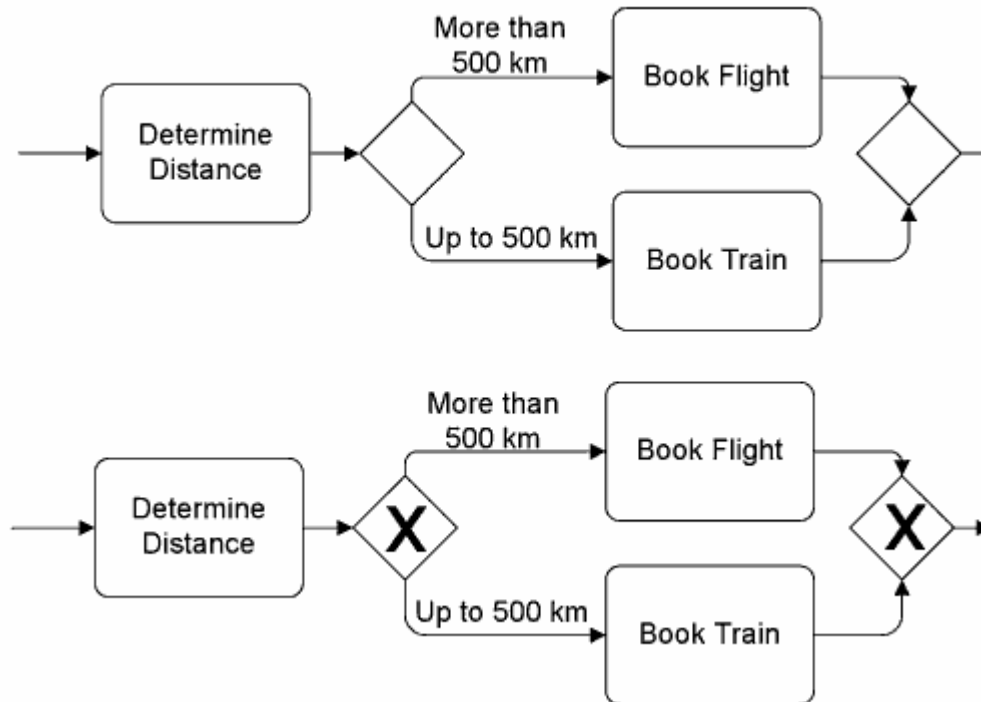 More than
500 km
Book Flight
Determine
Distance
Up to 500 km
Book Train
More than
500 km
Book Flight
Determine
Distance
X
X
Up to 500 km
Book Train